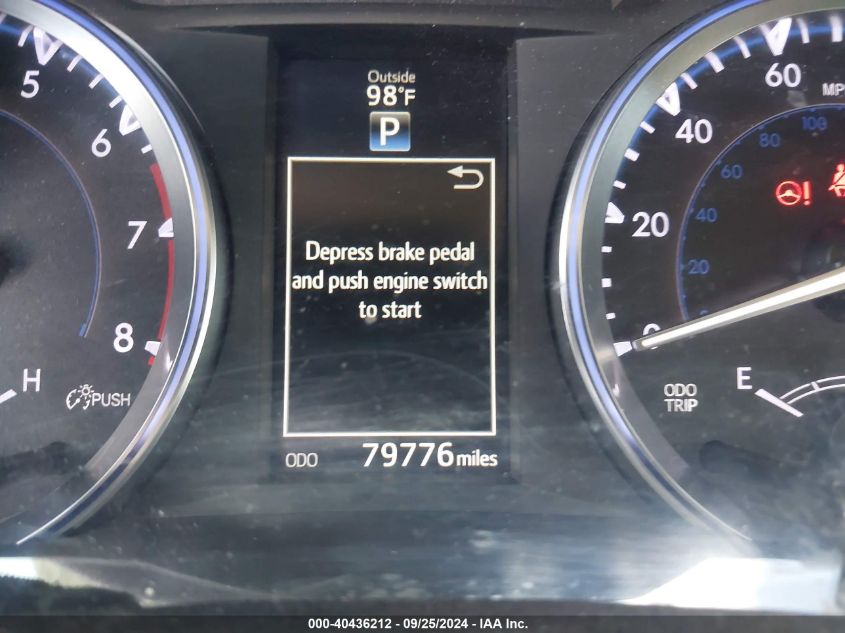 Outside
98°F
P
Depress brake pedal
and push engine switch
to start
ODO 79776 miles
5
6
7
8
H
PUSH
60
40
20
0
100
80
60
40
20
ODO
TRIP
E
000-40436212 - 09/25/2024 - IAA Inc.